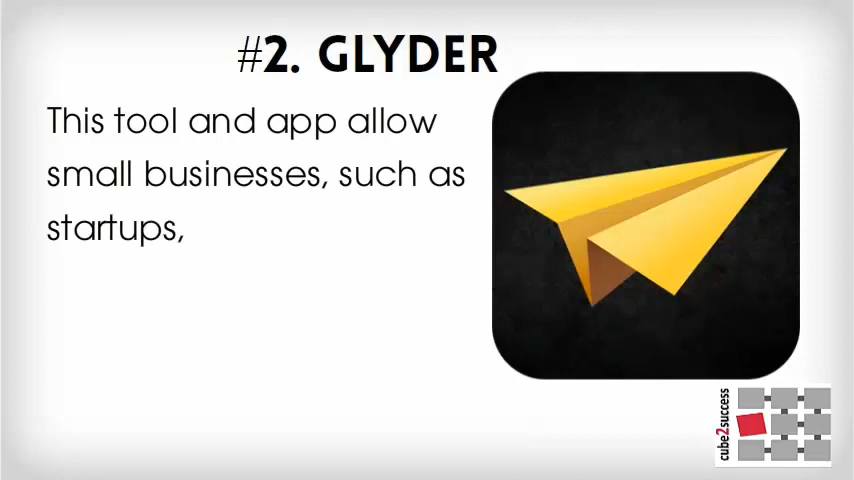 #2. GLYDER
This tool and app allow
small businesses, such as
startups,
cube2success